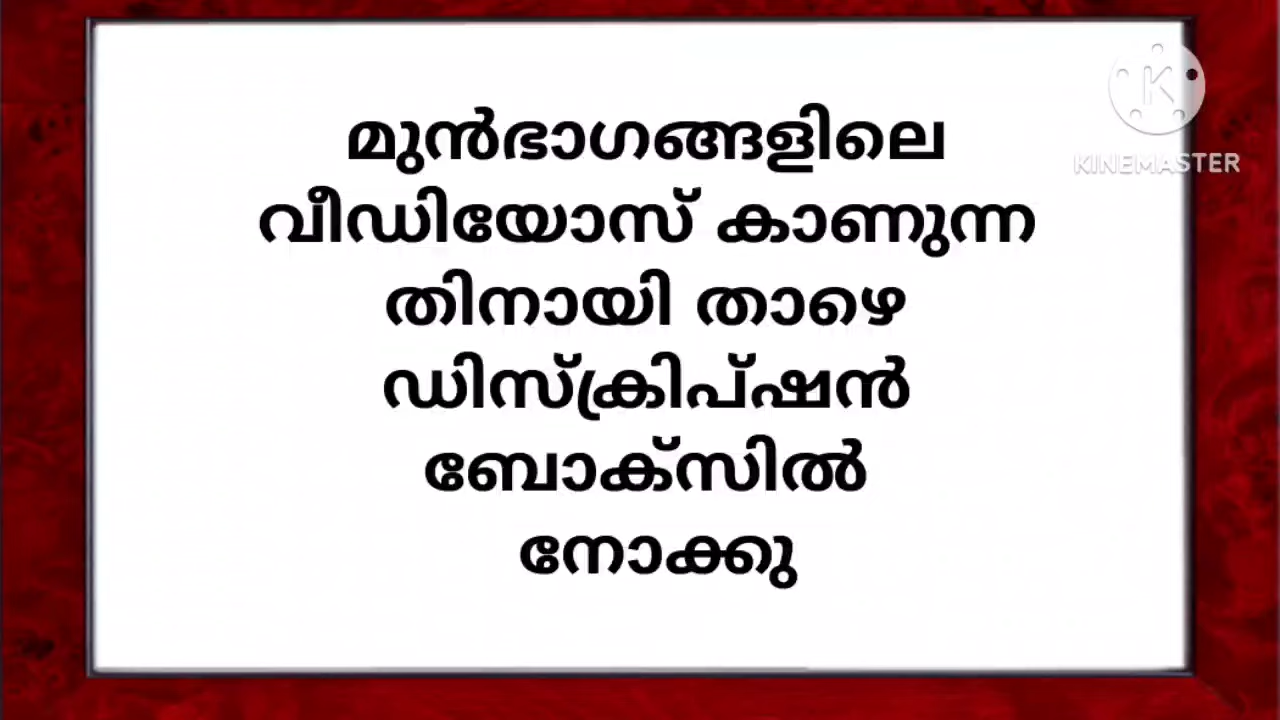 മുൻഭാഗങ്ങളിലെ
വീഡിയോസ് കാണുന്ന
തിനായി താഴെ
ഡിസ്ക്രിപ്ഷൻ
ബോക്സിൽ
നോക്കു
K
KINEMASTER